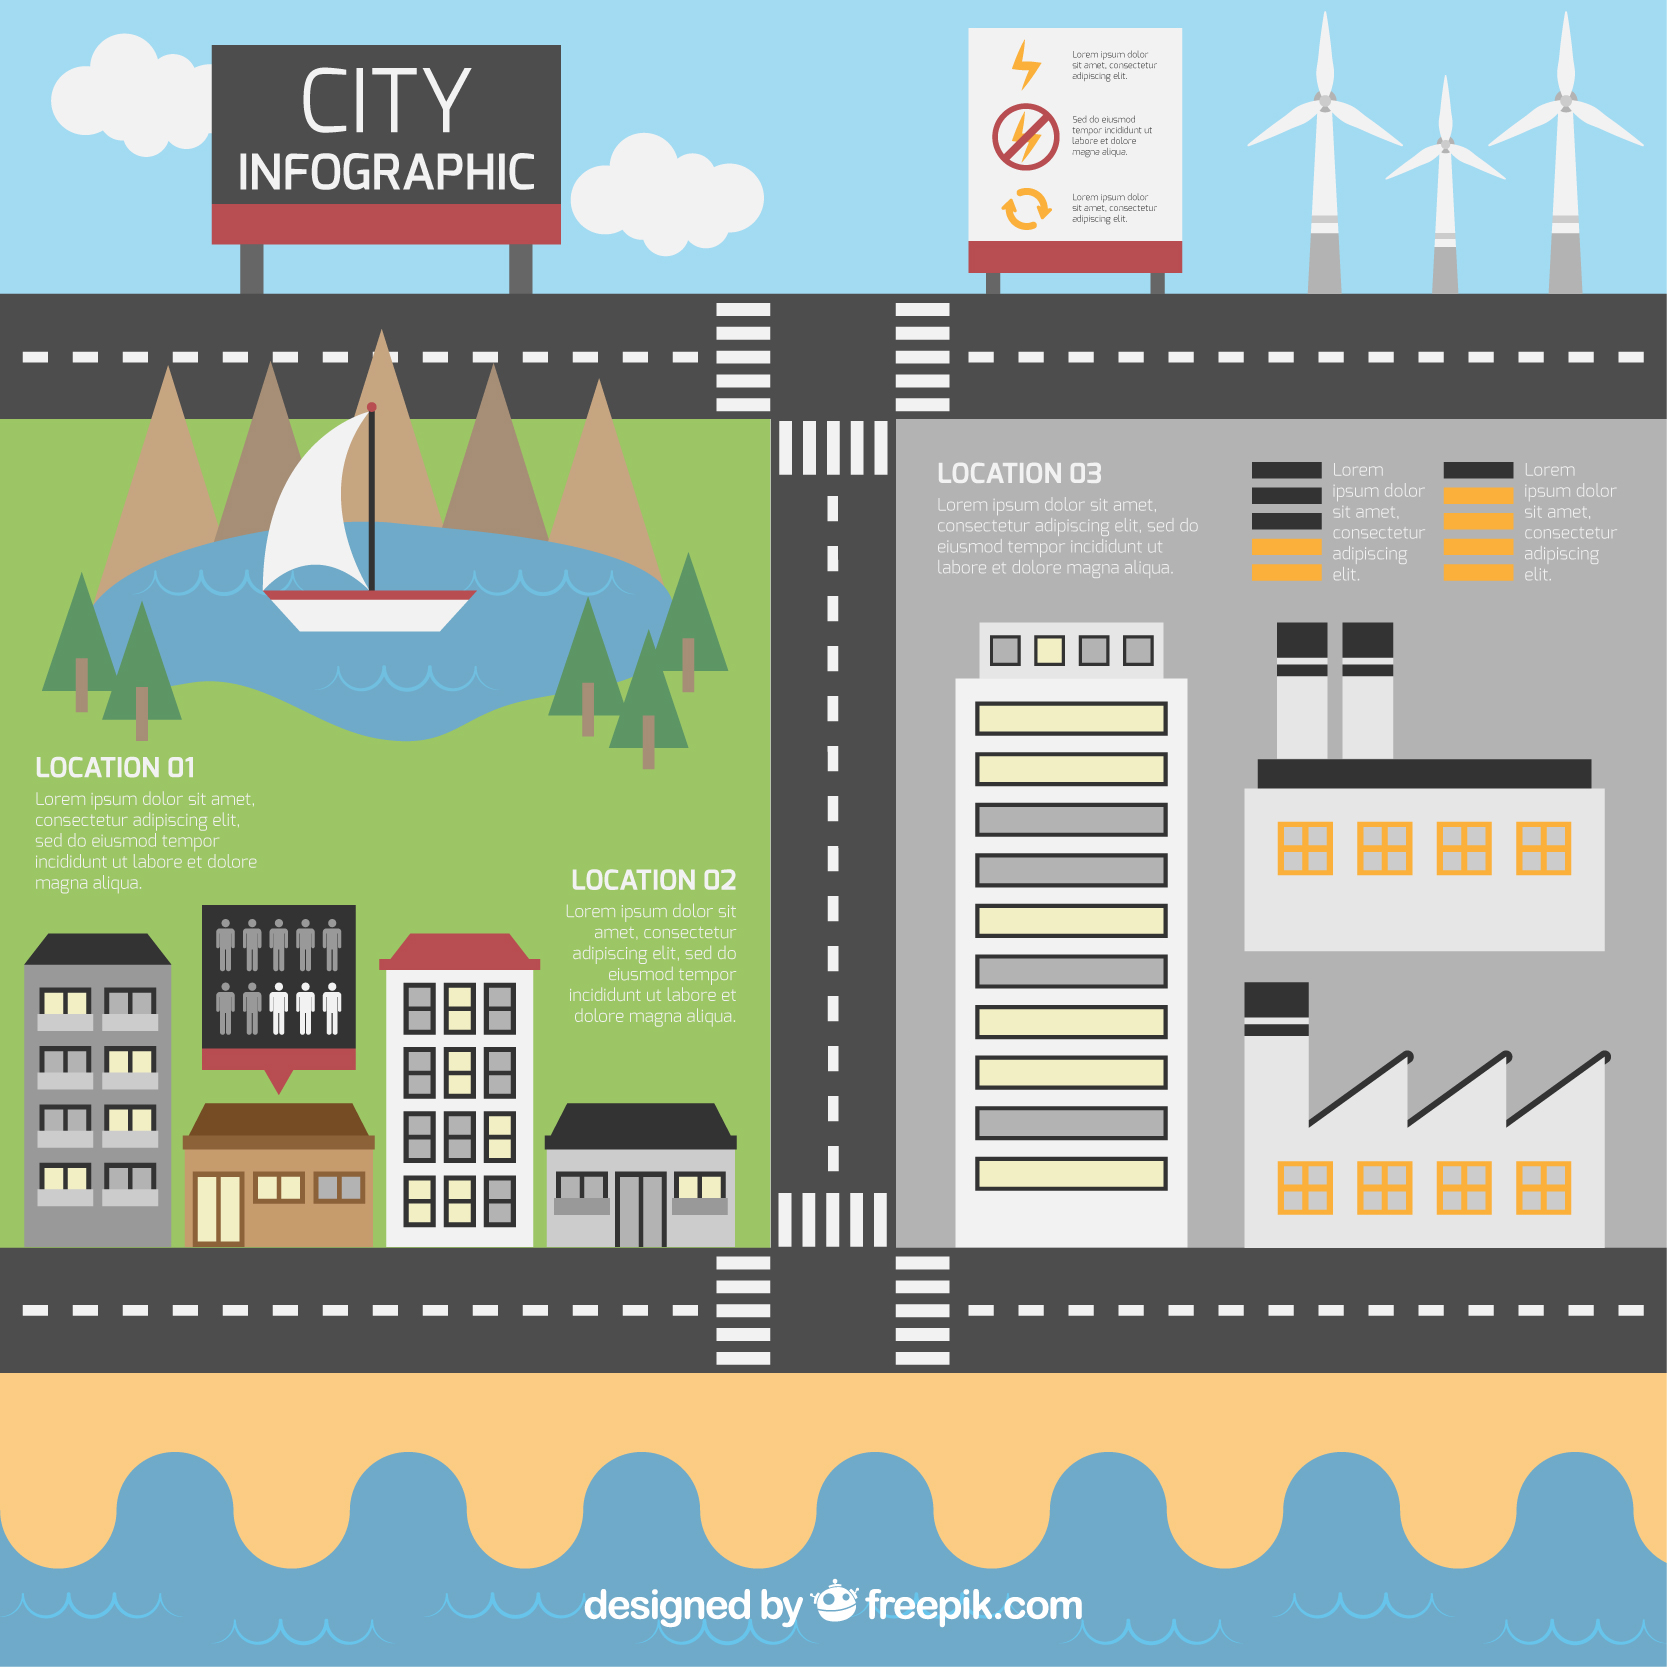 CITY
INFOGRAPHIC
Lorem ipsum dolor
sit amet, consectetur
adipiscing elit.
Sed do eiusmod
tempor incididunt ut
labore et dolore
magna aliqua.
Lorem ipsum dolor
sit amet, consectetur
adipiscing elit.
LOCATION 01
Lorem ipsum dolor sit amet,
consectetur adipiscing elit,
sed do eiusmod tempor
incididunt ut labore et dolore
magna aliqua.
LOCATION 02
Lorem ipsum dolor sit
amet, consectetur
adipiscing elit, sed do
eiusmod tempor
incididunt ut labore et
dolore magna aliqua.
LOCATION 03
Lorem ipsum dolor sit amet,
consectetur adipiscing elit, sed do
eiusmod tempor incididunt ut
labore et dolore magna aliqua.
Lorem
ipsum dolor
sit amet,
consectetur
adipiscing
elit.
Lorem
ipsum dolor
sit amet,
consectetur
adipiscing
elit.
designed by freepik.com